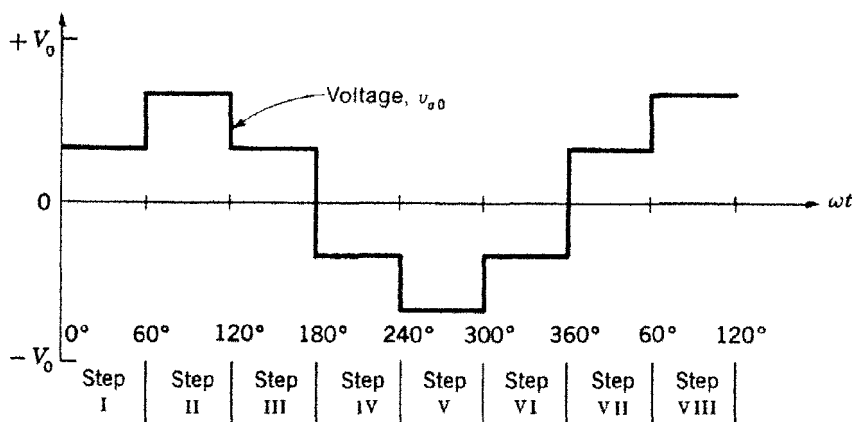 +V₀
Voltage, v_a0
0
ωt
0° 60° 120° 180° 240° 300° 360° 60° 120°
−V₀
Step I
Step II
Step III
Step IV
Step V
Step VI
Step VII
Step VIII